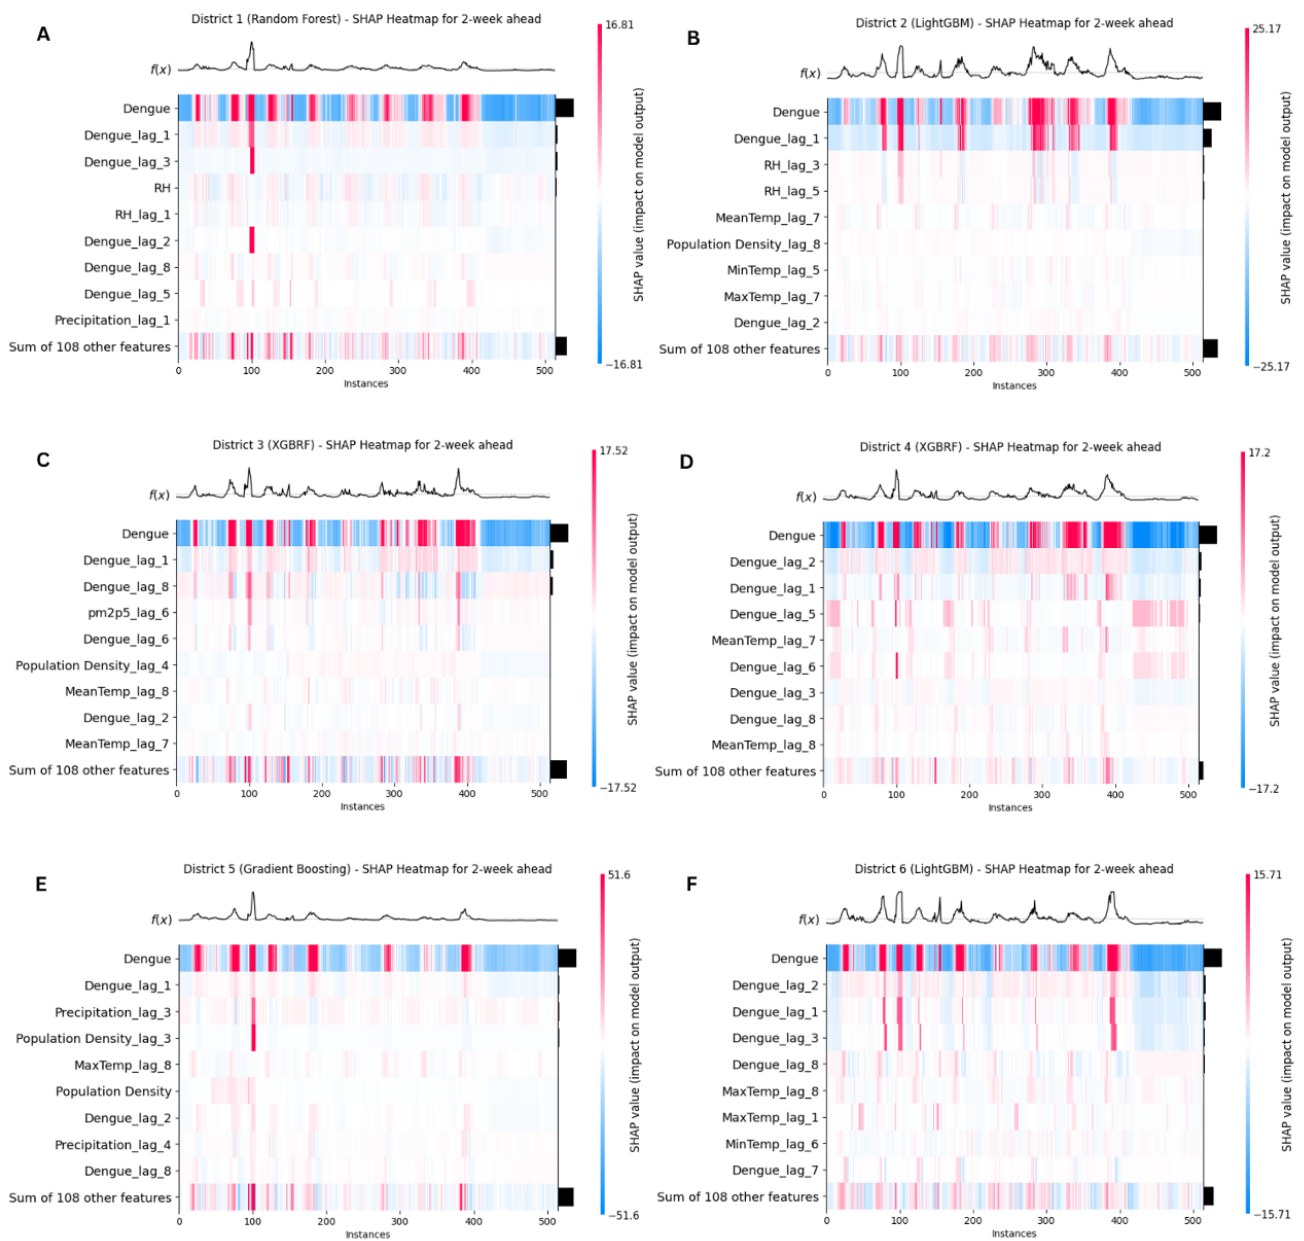 A
District 1 (Random Forest) - SHAP Heatmap for 2-week ahead
16.81
f(x)
Dengue
Dengue_lag_1
Dengue_lag_3
RH
RH_lag_1
Dengue_lag_2
Dengue_lag_8
Dengue_lag_5
Precipitation_lag_1
Sum of 108 other features
0 100 200 300 400 500
Instances
SHAP value (impact on model output)
−16.81
B
District 2 (LightGBM) - SHAP Heatmap for 2-week ahead
25.17
f(x)
Dengue
Dengue_lag_1
RH_lag_3
RH_lag_5
MeanTemp_lag_7
Population Density_lag_8
MinTemp_lag_5
MaxTemp_lag_7
Dengue_lag_2
Sum of 108 other features
0 100 200 300 400 500
Instances
SHAP value (impact on model output)
−25.17
C
District 3 (XGBRF) - SHAP Heatmap for 2-week ahead
17.52
f(x)
Dengue
Dengue_lag_1
Dengue_lag_8
pm2p5_lag_6
Dengue_lag_6
Population Density_lag_4
MeanTemp_lag_8
Dengue_lag_2
MeanTemp_lag_7
Sum of 108 other features
0 100 200 300 400 500
Instances
SHAP value (impact on model output)
−17.52
D
District 4 (XGBRF) - SHAP Heatmap for 2-week ahead
17.2
f(x)
Dengue
Dengue_lag_2
Dengue_lag_1
Dengue_lag_5
MeanTemp_lag_7
Dengue_lag_6
Dengue_lag_3
Dengue_lag_8
MeanTemp_lag_8
Sum of 108 other features
0 100 200 300 400 500
Instances
SHAP value (impact on model output)
−17.2
E
District 5 (Gradient Boosting) - SHAP Heatmap for 2-week ahead
51.6
f(x)
Dengue
Dengue_lag_1
Precipitation_lag_3
Population Density_lag_3
MaxTemp_lag_8
Population Density
Dengue_lag_2
Precipitation_lag_4
Dengue_lag_8
Sum of 108 other features
0 100 200 300 400 500
Instances
SHAP value (impact on model output)
−51.6
F
District 6 (LightGBM) - SHAP Heatmap for 2-week ahead
15.71
f(x)
Dengue
Dengue_lag_2
Dengue_lag_1
Dengue_lag_3
Dengue_lag_8
MaxTemp_lag_8
MaxTemp_lag_1
MinTemp_lag_6
Dengue_lag_7
Sum of 108 other features
0 100 200 300 400 500
Instances
SHAP value (impact on model output)
−15.71